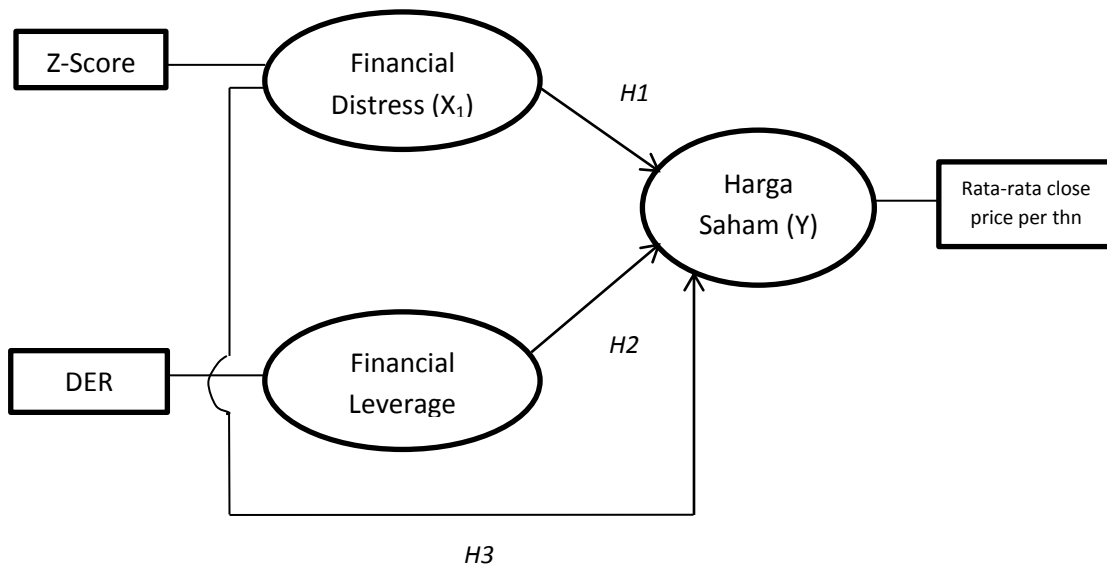 Z-Score
Financial
Distress (X₁)
H1
Harga
Saham (Y)
Rata-rata close
price per thn
DER
Financial
Leverage
H2
H3